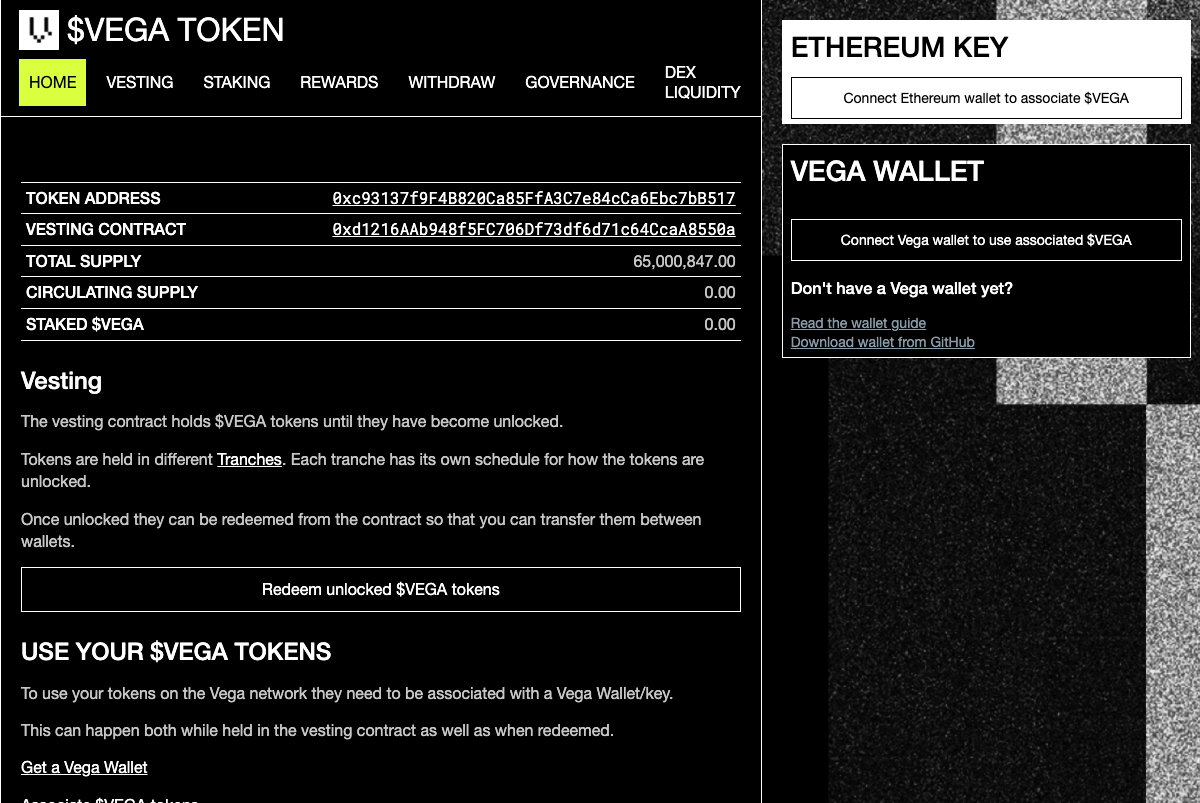 $VEGA TOKEN
HOME VESTING STAKING REWARDS WITHDRAW GOVERNANCE DEX LIQUIDITY
TOKEN ADDRESS 0xc93137f9F4B820Ca85FfA3C7e84cCa6Ebc7bB517
VESTING CONTRACT 0xd1216AAb948f5FC706Df73df6d71c64CcaA8550a
TOTAL SUPPLY 65,000,847.00
CIRCULATING SUPPLY 0.00
STAKED $VEGA 0.00
Vesting
The vesting contract holds $VEGA tokens until they have become unlocked.
Tokens are held in different Tranches. Each tranche has its own schedule for how the tokens are
unlocked.
Once unlocked they can be redeemed from the contract so that you can transfer them between
wallets.
Redeem unlocked $VEGA tokens
USE YOUR $VEGA TOKENS
To use your tokens on the Vega network they need to be associated with a Vega Wallet/key.
This can happen both while held in the vesting contract as well as when redeemed.
Get a Vega Wallet
Associate $VEGA tokens
ETHEREUM KEY
Connect Ethereum wallet to associate $VEGA
VEGA WALLET
Connect Vega wallet to use associated $VEGA
Don't have a Vega wallet yet?
Read the wallet guide
Download wallet from GitHub